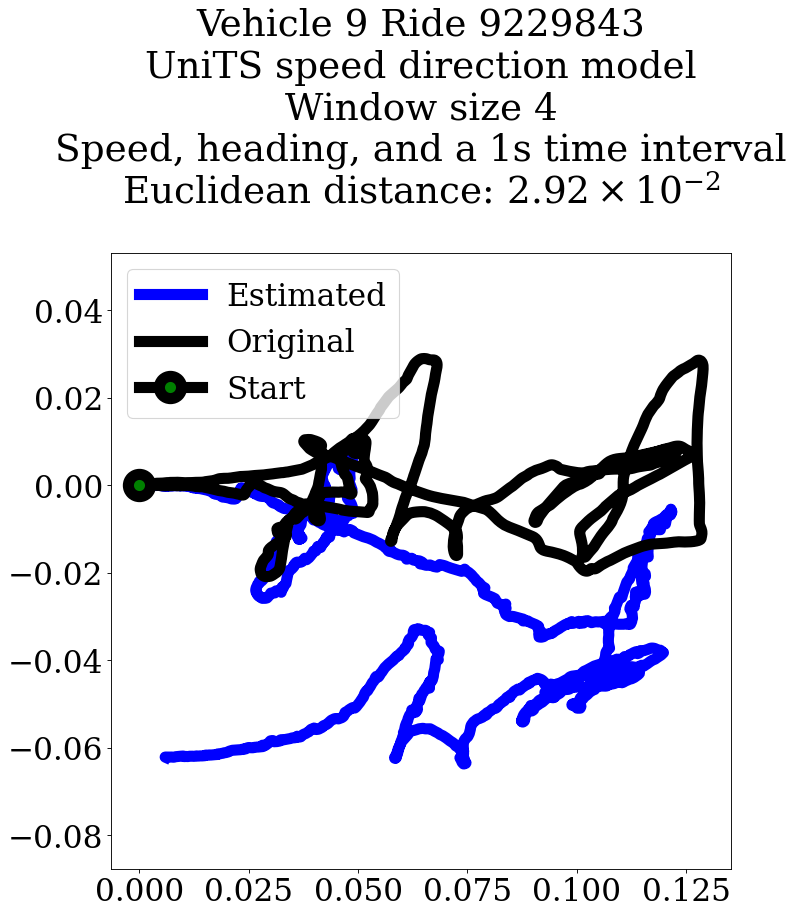 Vehicle 9 Ride 9229843
UniTS speed direction model
Window size 4
Speed, heading, and a 1s time interval
Euclidean distance: 2.92 × 10⁻²
Estimated
Original
Start
0.04
0.02
0.00
−0.02
−0.04
−0.06
−0.08
0.000 0.025 0.050 0.075 0.100 0.125